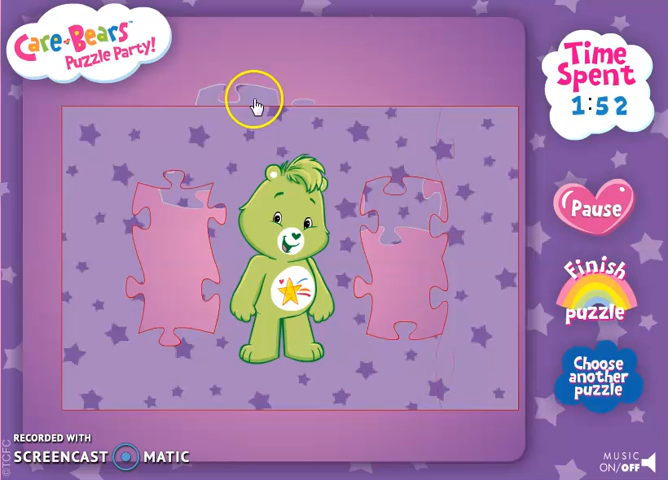 Care Bears™
Puzzle Party!
Time
Spent
1:52
Pause
Finish
puzzle
Choose
another
puzzle
RECORDED WITH
SCREENCAST MATIC
MUSIC
ON/OFF
©TCFC